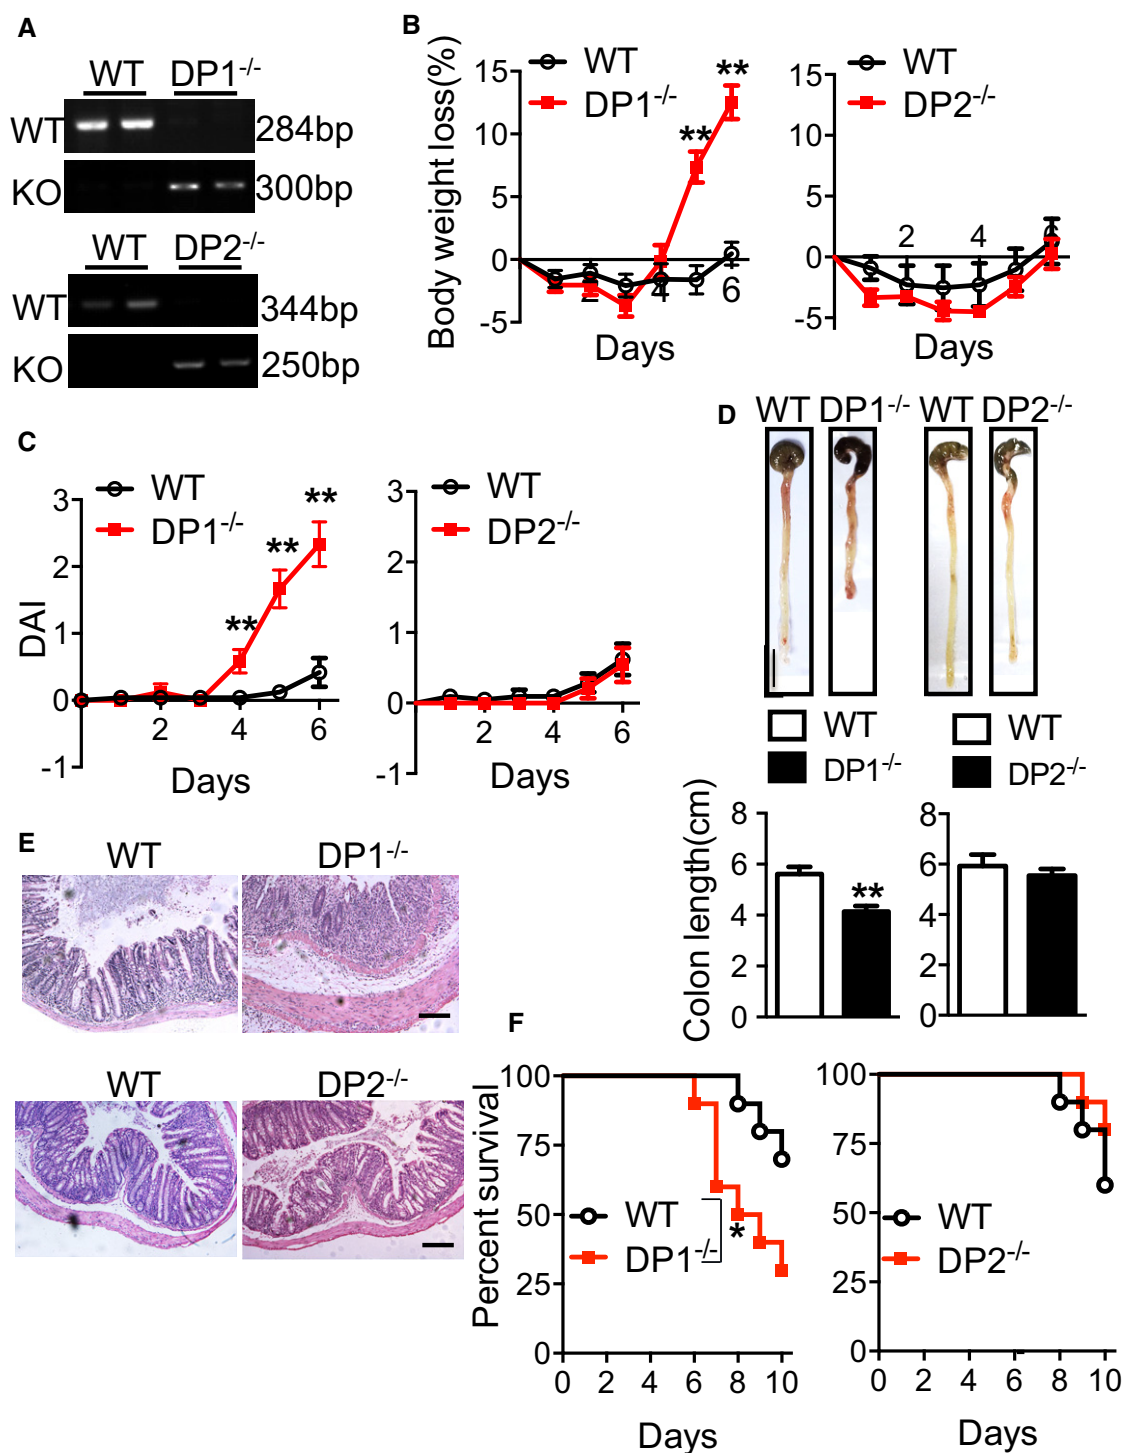 A
WT DP1-/-
WT 284bp
KO 300bp
WT DP2-/-
WT 344bp
KO 250bp
B
Body weight loss(%)
15
10
5
0
-5
WT
DP1-/-
**
**
2
4
6
Days
15
10
5
0
-5
WT
DP2-/-
2
4
6
Days
C
DAI
3
2
1
0
-1
WT
DP1-/-
**
**
**
2
4
6
Days
3
2
1
0
-1
WT
DP2-/-
2
4
6
Days
D
WT DP1-/- WT DP2-/-
WT
DP1-/-
WT
DP2-/-
Colon length(cm)
8
6
4
2
0
**
8
6
4
2
0
E
WT DP1-/-
WT DP2-/-
F
Percent survival
100
75
50
25
0
WT
DP1-/-
*
0 2 4 6 8 10
Days
100
75
50
25
0
WT
DP2-/-
0 2 4 6 8 10
Days